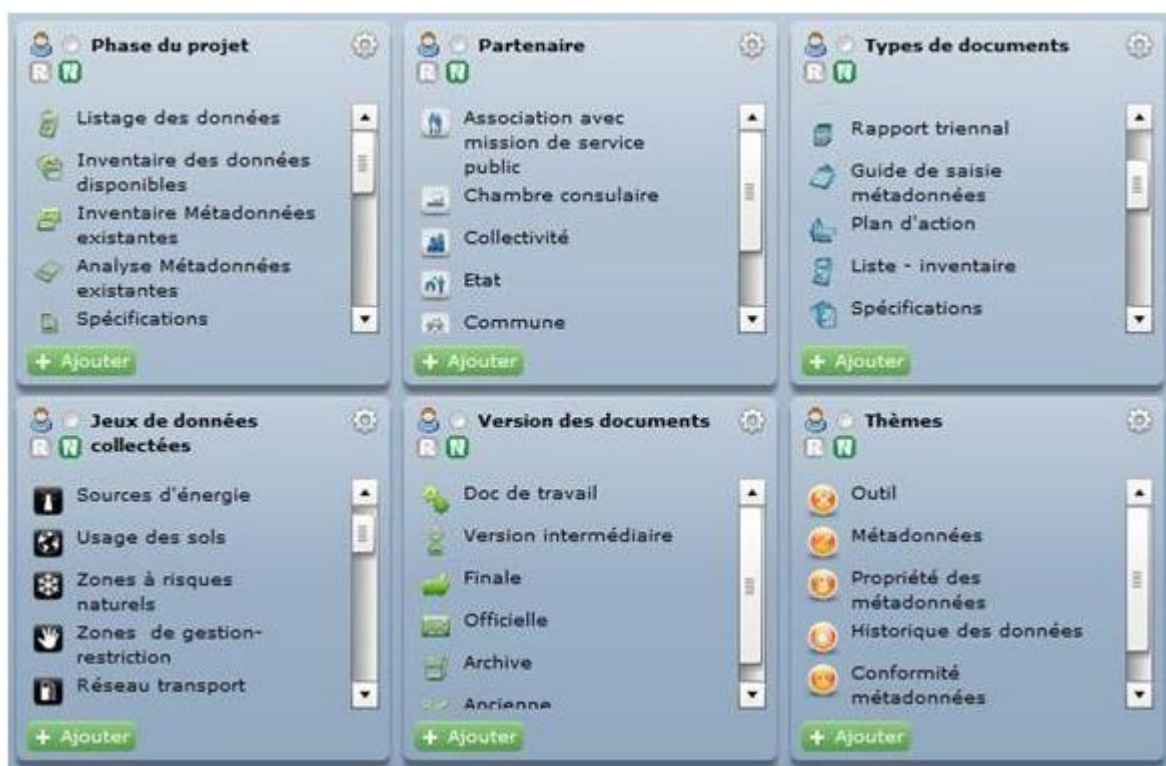 Phase du projet
R N
Listage des données
Inventaire des données
disponibles
Inventaire Métadonnées
existantes
Analyse Métadonnées
existantes
Spécifications
+ Ajouter
Partenaire
R N
Association avec
mission de service
public
Chambre consulaire
Collectivité
Etat
Commune
+ Ajouter
Types de documents
R N
Rapport triennal
Guide de saisie
métadonnées
Plan d'action
Liste - inventaire
Spécifications
+ Ajouter
Jeux de données
R N collectées
Sources d'énergie
Usage des sols
Zones à risques
naturels
Zones de gestion-
restriction
Réseau transport
+ Ajouter
Version des documents
R N
Doc de travail
Version intermédiaire
Finale
Officielle
Archive
Ancienne
+ Ajouter
Thèmes
R N
Outil
Métadonnées
Propriété des
métadonnées
Historique des données
Conformité
métadonnées
+ Ajouter